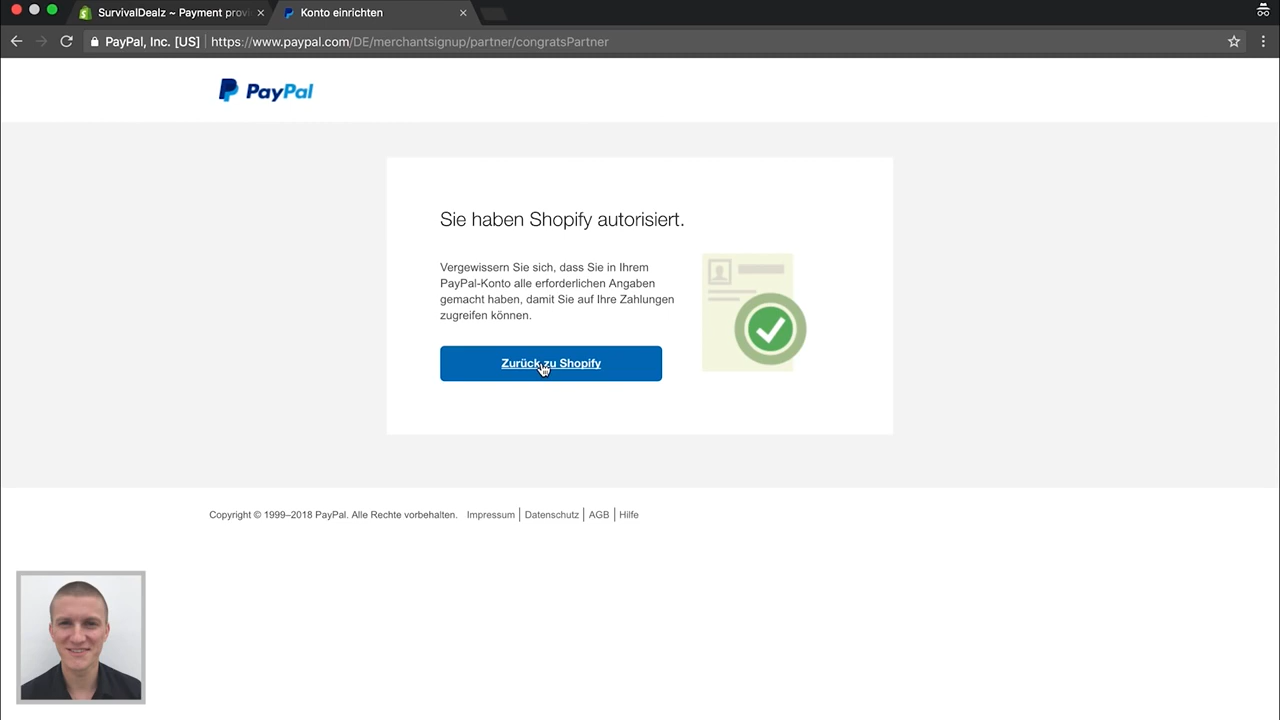 SurvivalDealz ~ Payment provi
Konto einrichten
PayPal, Inc. [US]
https://www.paypal.com/DE/merchantsignup/partner/congratsPartner
PayPal
Sie haben Shopify autorisiert.
Vergewissern Sie sich, dass Sie in Ihrem
PayPal-Konto alle erforderlichen Angaben
gemacht haben, damit Sie auf Ihre Zahlungen
zugreifen können.
Zurück zu Shopify
Copyright © 1999–2018 PayPal. Alle Rechte vorbehalten. Impressum Datenschutz AGB Hilfe